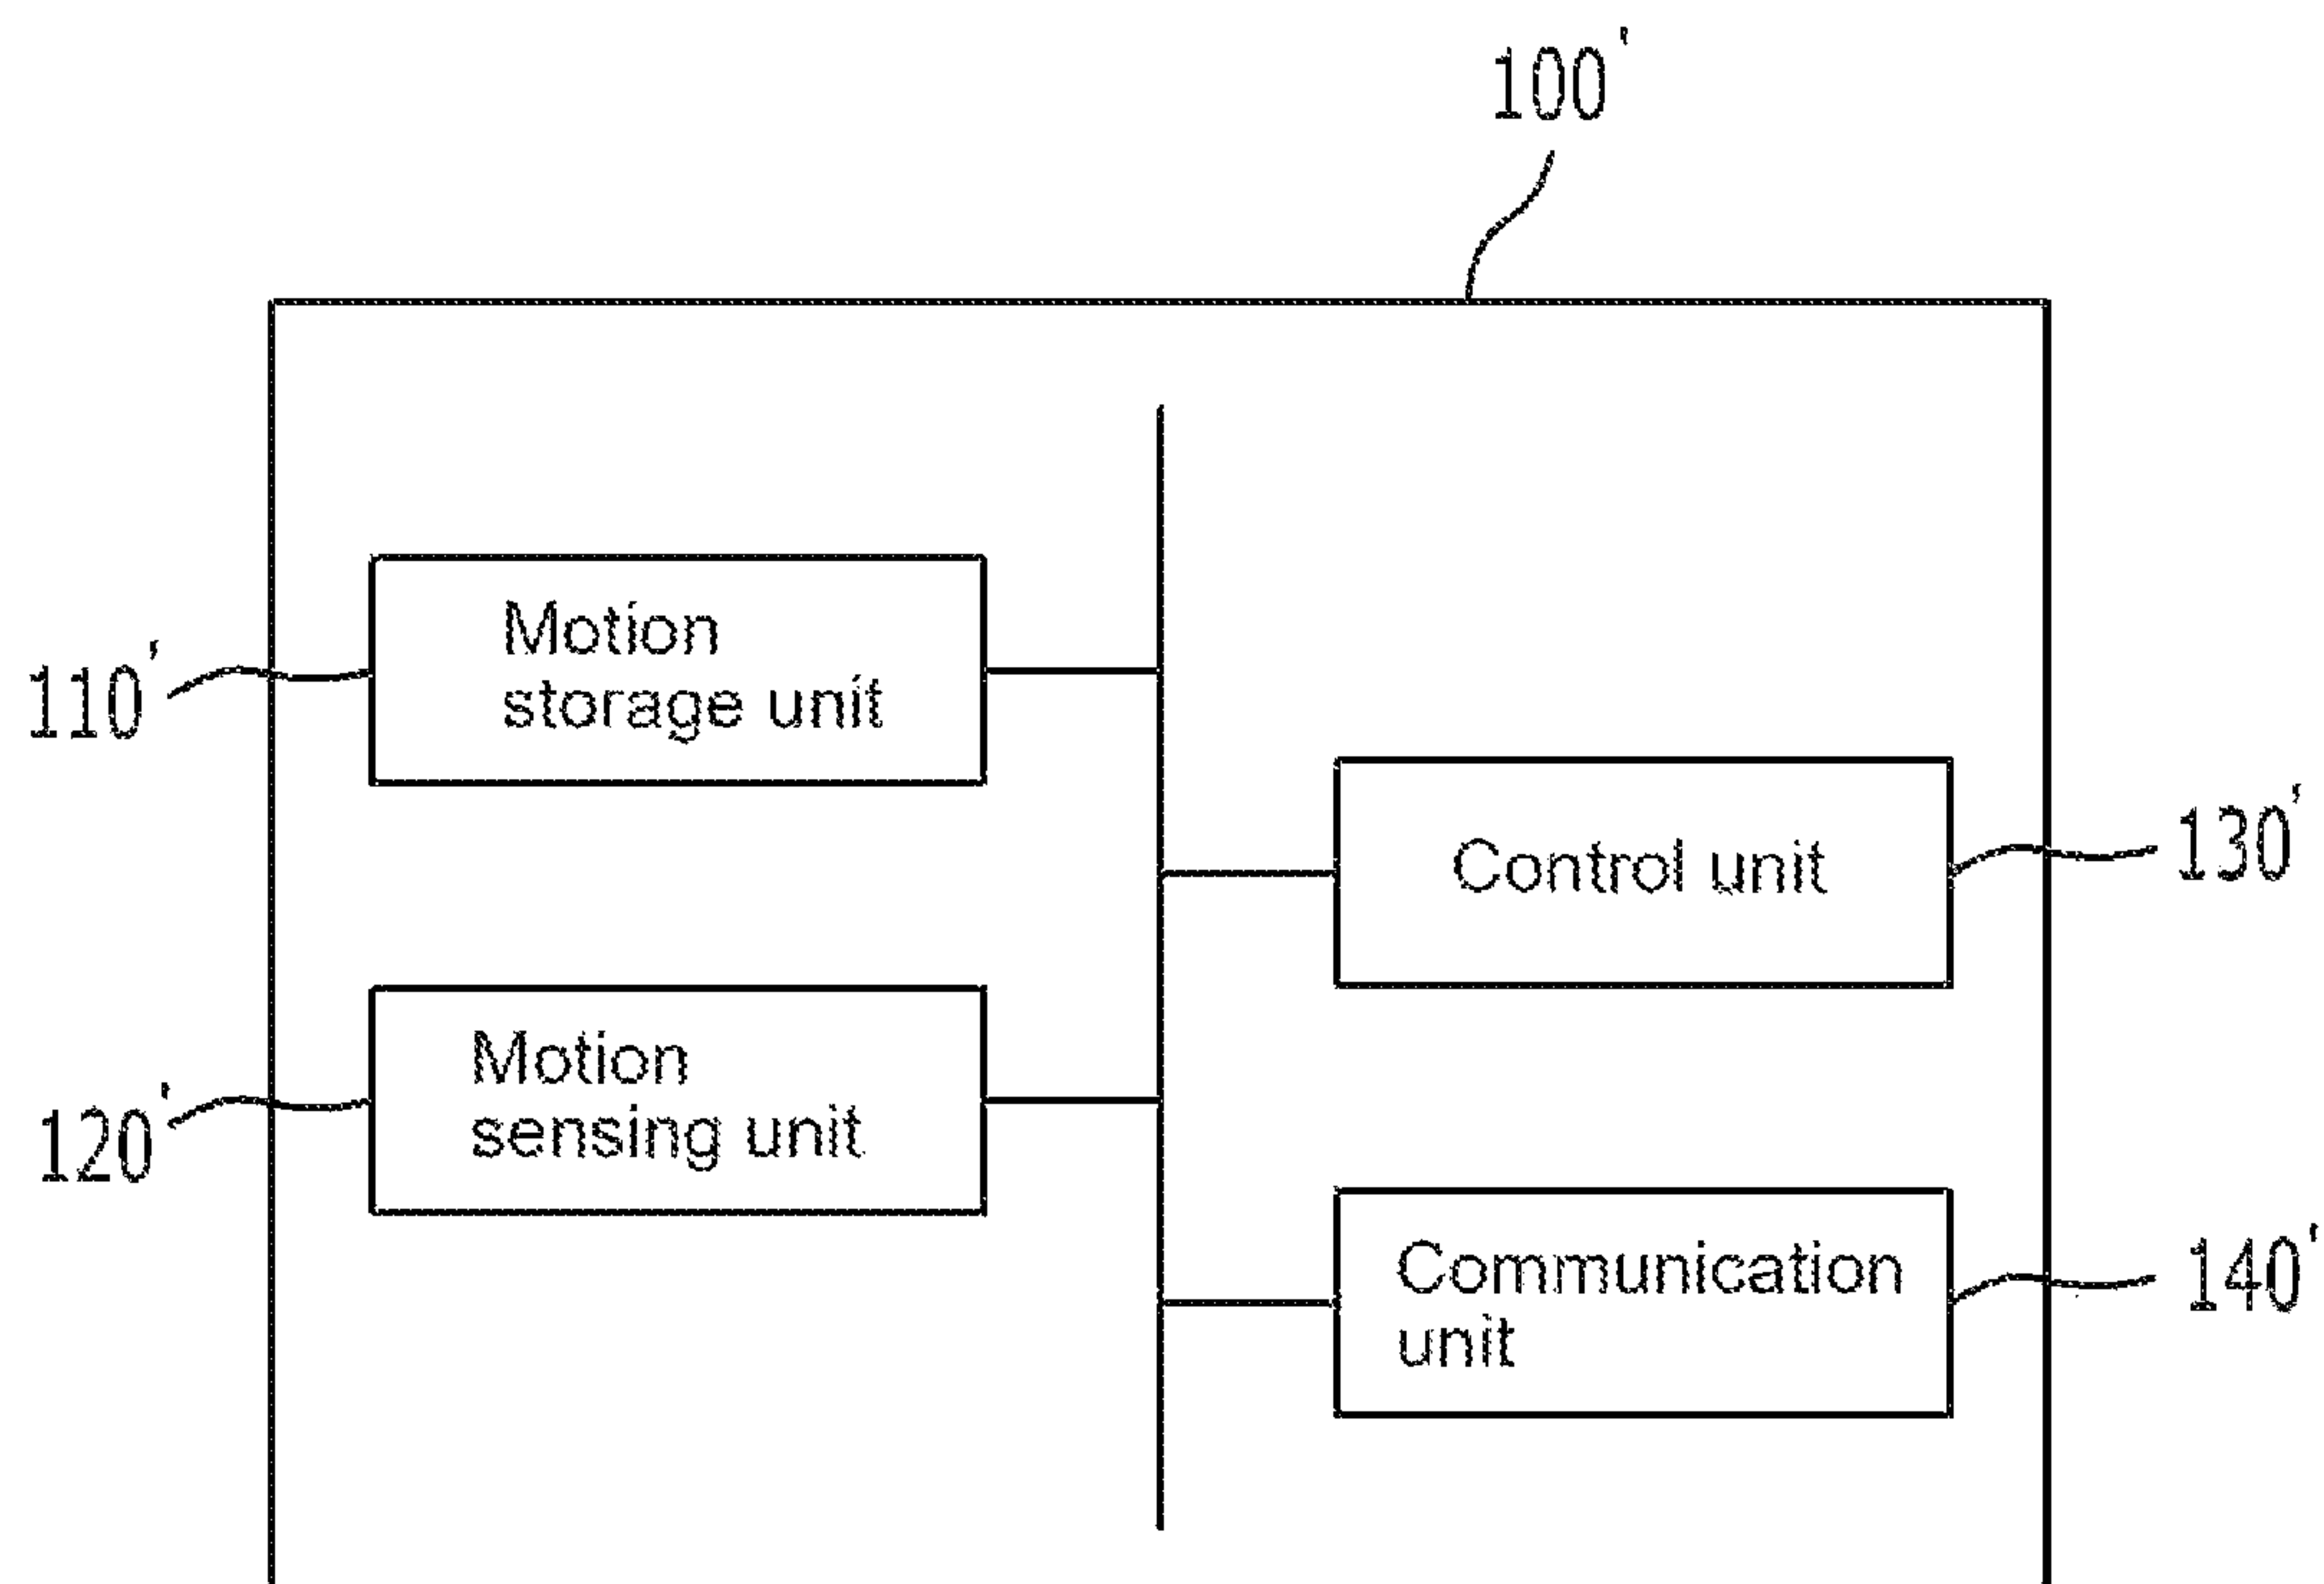 100'
Motion
storage unit
110'
Control unit
130'
Motion
sensing unit
120'
Communication
unit
140'